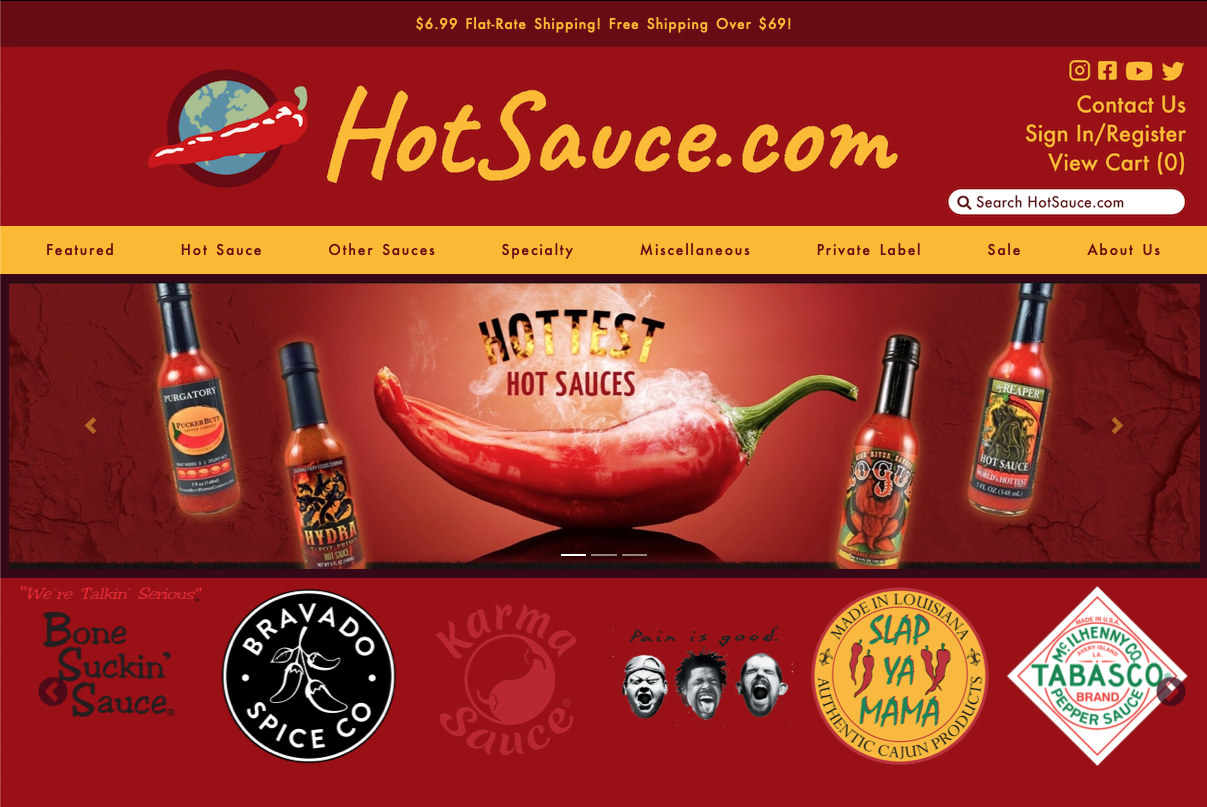 $6.99 Flat-Rate Shipping! Free Shipping Over $69!
HotSauce.com
Contact Us
Sign In/Register
View Cart (0)
Search HotSauce.com
Featured Hot Sauce Other Sauces Specialty Miscellaneous Private Label Sale About Us
HOTTEST
HOT SAUCES
PURGATORY
PUCKERBUTT
HYDRA
7-POT PRIMO
HOT SAUCE
THE REAPER
HOT SAUCE
WORLD'S HOTTEST
5 FL OZ (148 mL)
"We're Talkin' Serious"
Bone
Suckin'
Sauce®
BRAVADO
SPICE CO
Karma
Sauce®
Pain is good.
MADE IN LOUISIANA
SLAP
YA
MAMA
AUTHENTIC CAJUN PRODUCTS
MADE IN U.S.A.
McILHENNY CO.
AVERY ISLAND
LA.
TABASCO
BRAND
PEPPER SAUCE